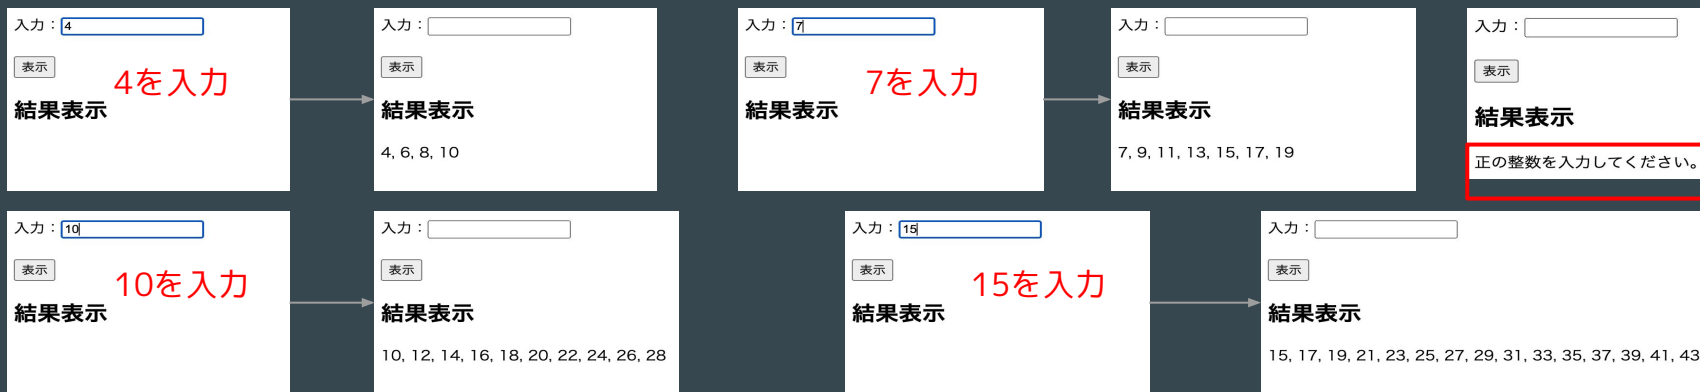 入力：4
表示
4を入力
結果表示
入力：
表示
結果表示
4, 6, 8, 10
入力：7
表示
7を入力
結果表示
入力：
表示
結果表示
7, 9, 11, 13, 15, 17, 19
入力：
表示
結果表示
正の整数を入力してください。
入力：10
表示
10を入力
結果表示
入力：
表示
結果表示
10, 12, 14, 16, 18, 20, 22, 24, 26, 28
入力：15
表示
15を入力
結果表示
入力：
表示
結果表示
15, 17, 19, 21, 23, 25, 27, 29, 31, 33, 35, 37, 39, 41, 43